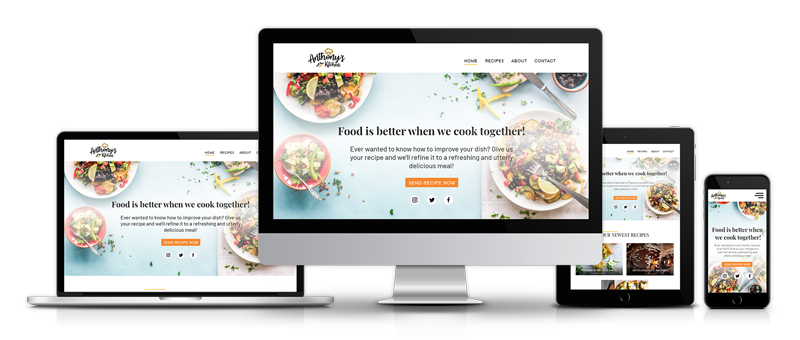 Anthony's
Kitchen
HOME RECIPES ABOUT CONTACT
Food is better when we cook together!
Ever wanted to know how to improve your dish? Give us
your recipe and we'll refine it to a refreshing and utterly
delicious meal!
SEND RECIPE NOW
Anthony's
Kitchen
HOME RECIPES ABOUT
Food is better when we cook together!
Ever wanted to know how to improve your dish? Give us
your recipe and we'll refine it to a refreshing and utterly
delicious meal!
SEND RECIPE NOW
HOME RECIPES ABOUT CONTACT
better when we cook together!
SEND RECIPE NOW
OUR NEWEST RECIPES
Anthony's
Kitchen
Food is better when
we cook together!
SEND RECIPE NOW